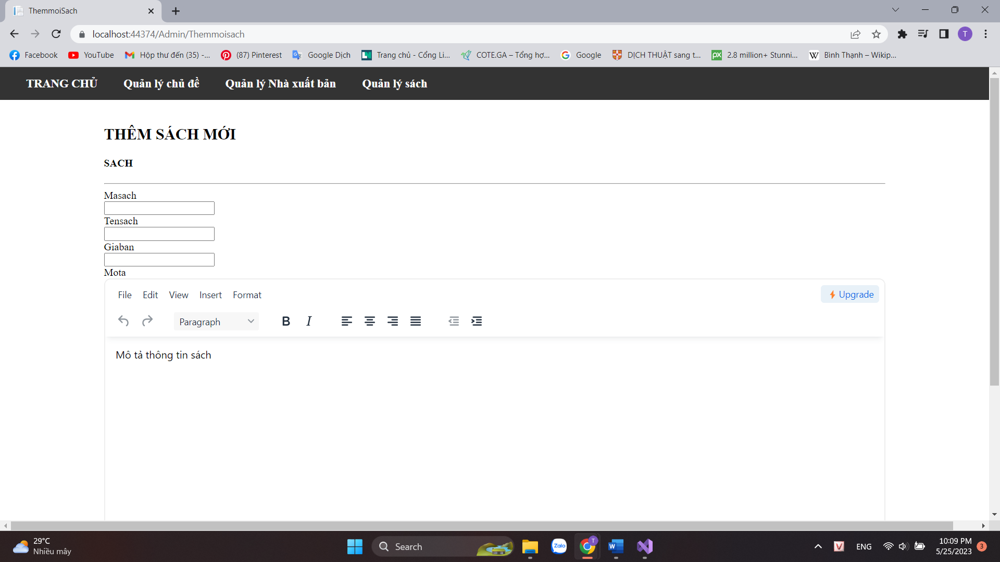 ThemmoiSach
localhost:44374/Admin/Themmoisach
Facebook YouTube Hộp thư đến (35) -... (87) Pinterest Google Dịch Trang chủ - Cổng Li... COTE.GA – Tổng hợ... Google DỊCH THUẬT sang t... 2.8 million+ Stunni... Bình Thạnh – Wikip...
TRANG CHỦ Quản lý chủ đề Quản lý Nhà xuất bản Quản lý sách
THÊM SÁCH MỚI
SACH
Masach
Tensach
Giaban
Mota
File Edit View Insert Format Upgrade
Paragraph B I
Mô tả thông tin sách
29°C
Nhiều mây
Search
Zalo
ENG
10:09 PM
5/25/2023
3